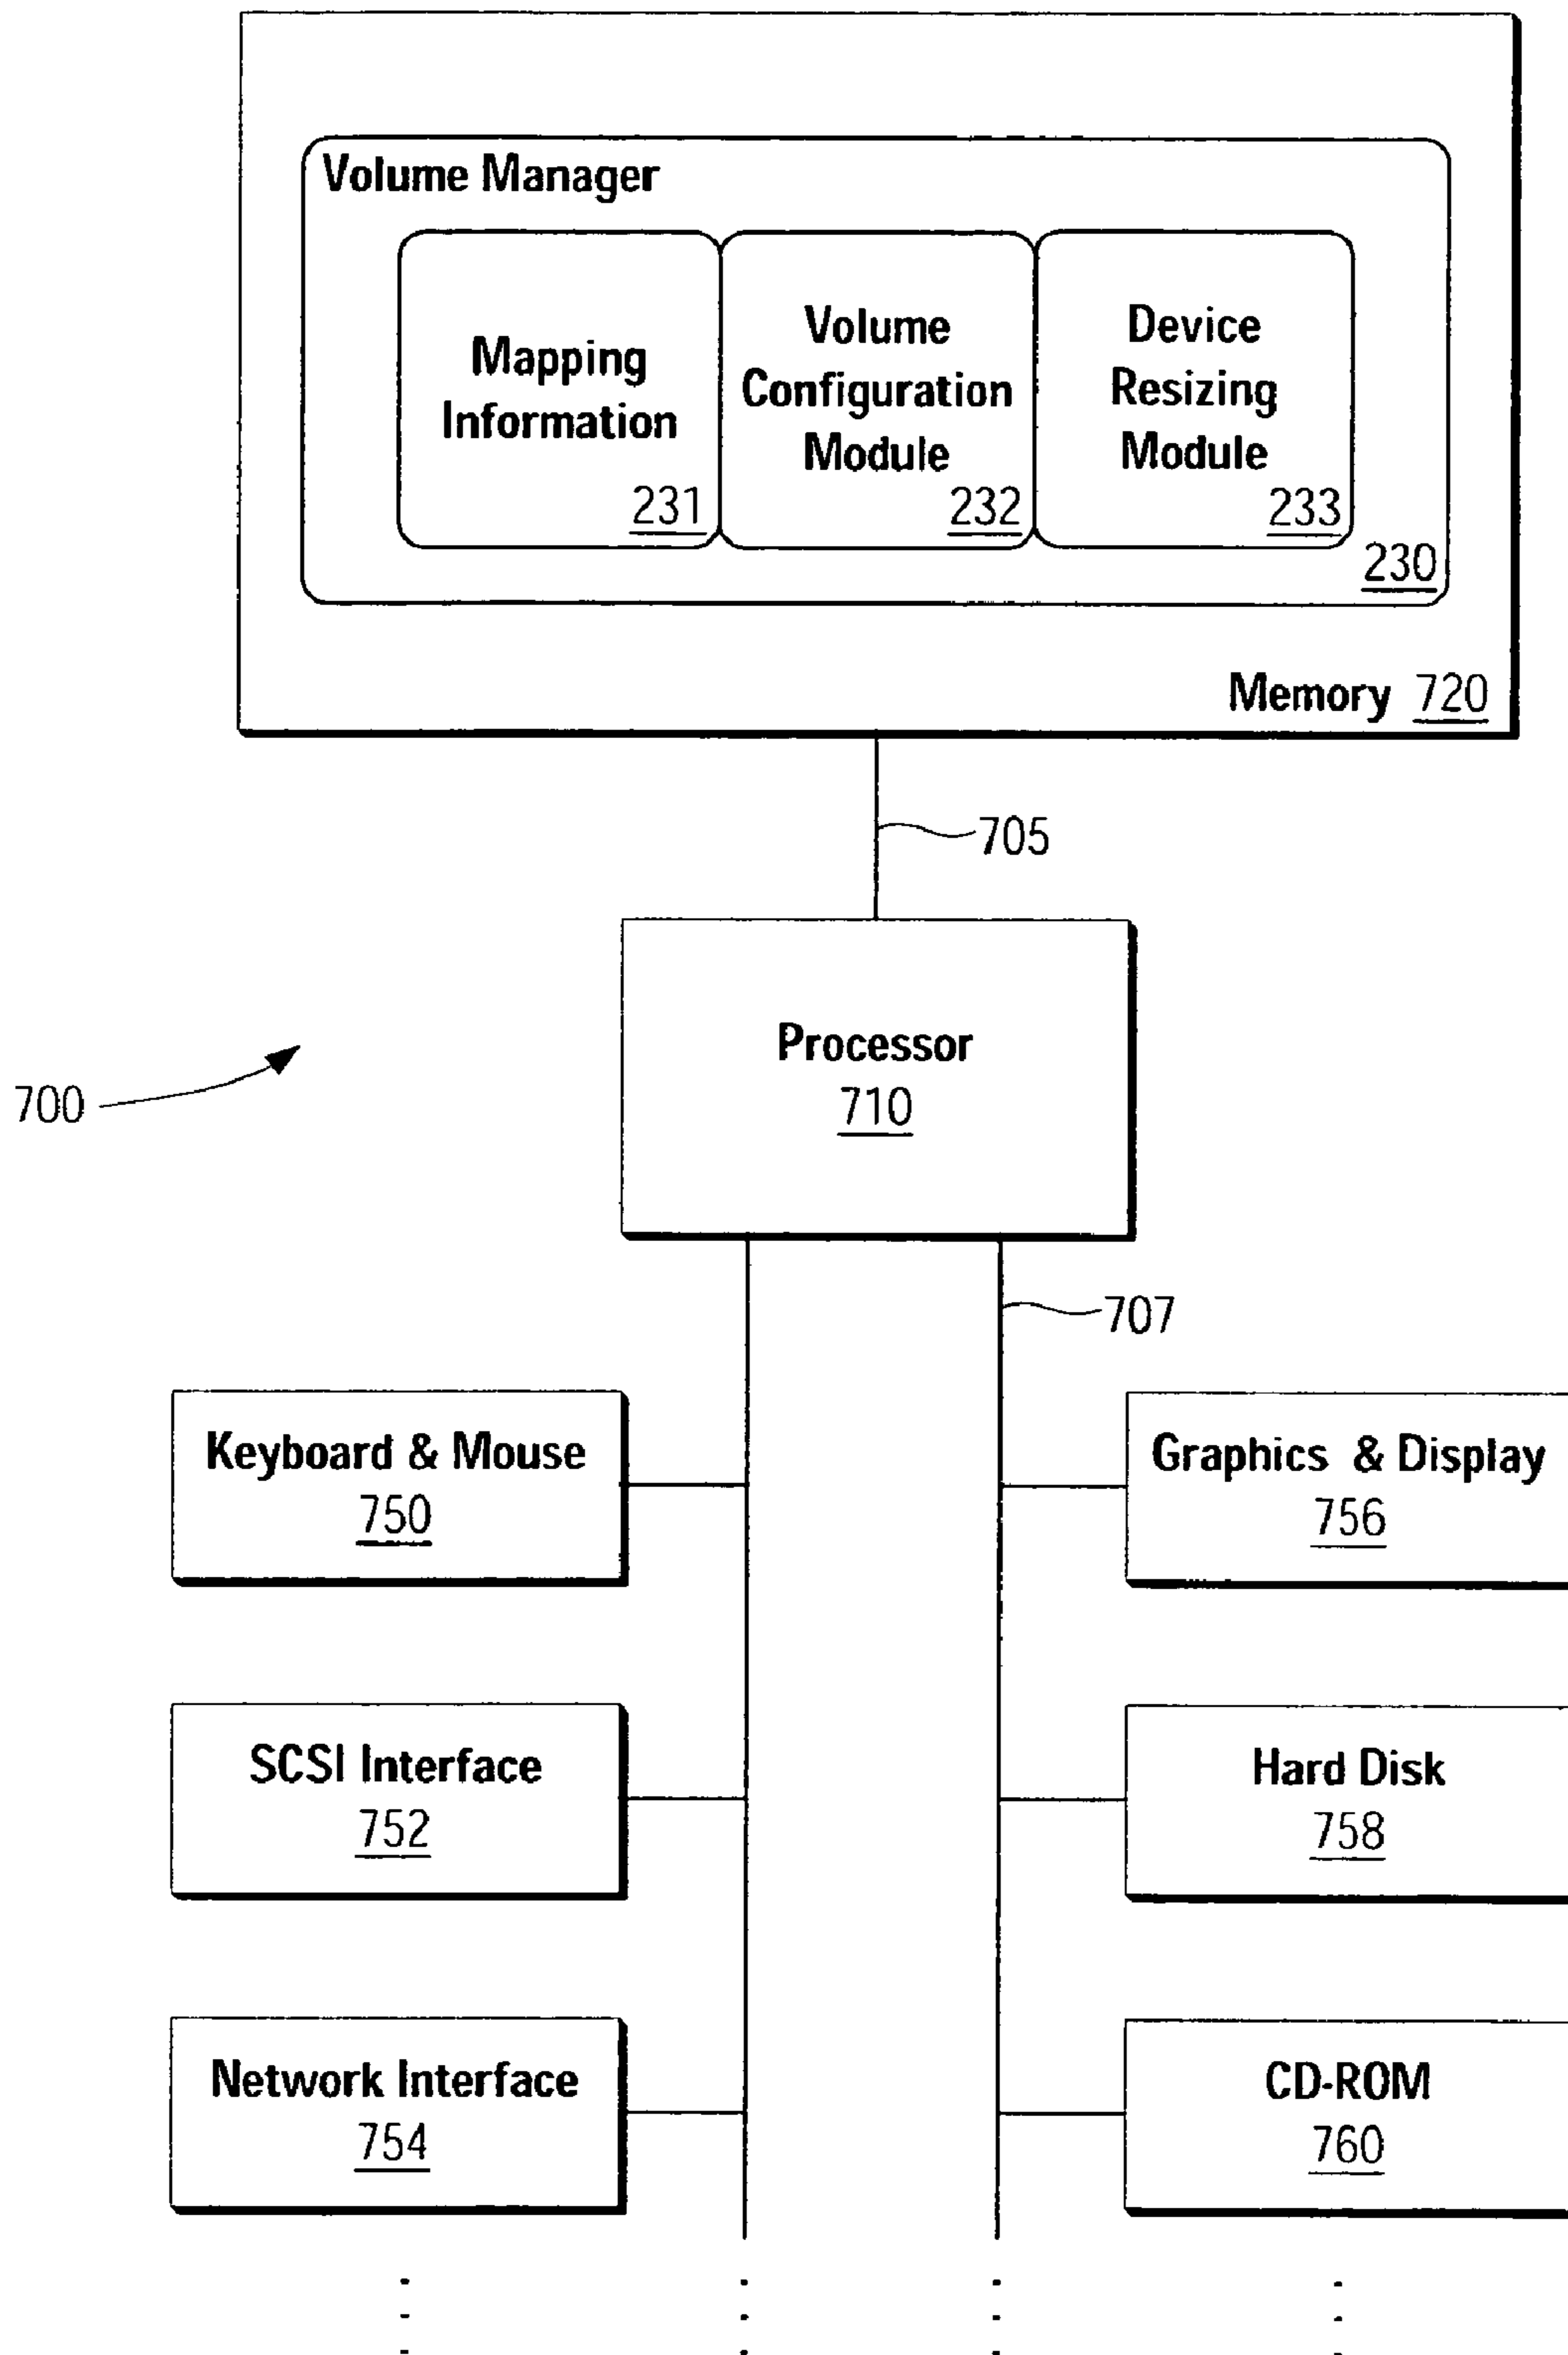 Volume Manager
Mapping
Information
231
Volume
Configuration
Module
232
Device
Resizing
Module
233
230
Memory 720
705
Processor
710
700
707
Keyboard & Mouse
750
Graphics & Display
756
SCSI Interface
752
Hard Disk
758
Network Interface
754
CD-ROM
760